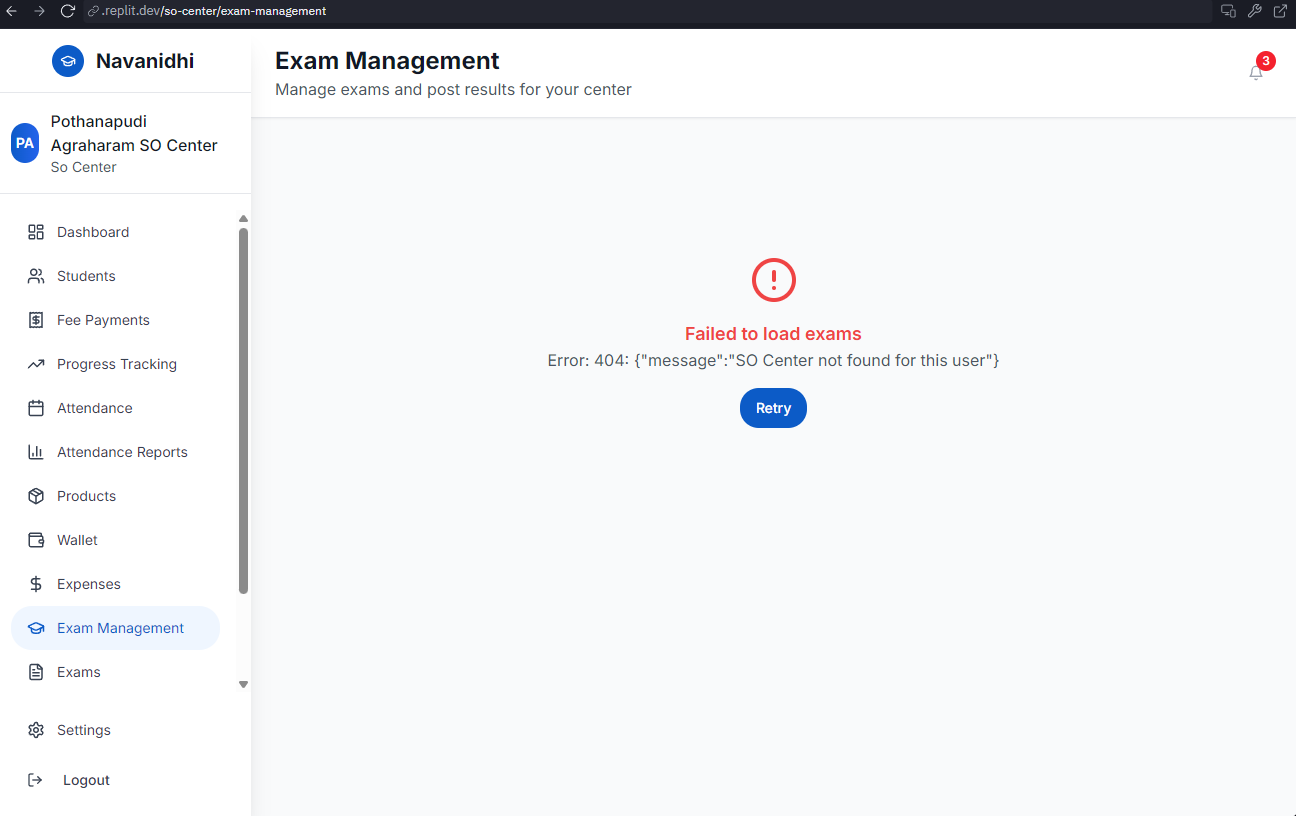 .replit.dev/so-center/exam-management
Navanidhi
Exam Management
Manage exams and post results for your center
3
PA
Pothanapudi
Agraharam SO Center
So Center
Dashboard
Students
Fee Payments
Progress Tracking
Attendance
Attendance Reports
Products
Wallet
Expenses
Exam Management
Exams
Settings
Logout
Failed to load exams
Error: 404: {"message":"SO Center not found for this user"}
Retry